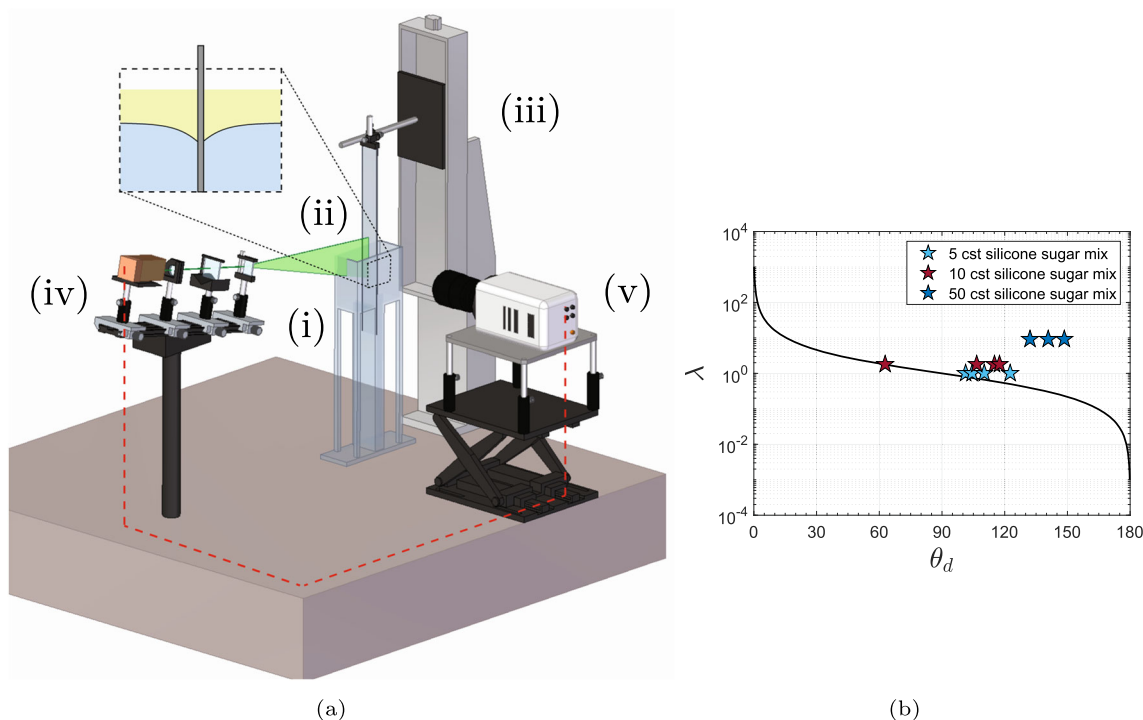 (i)
(ii)
(iii)
(iv)
(v)
(a)
10^4
10^2
10^0
10^-2
10^-4
λ
5 cst silicone sugar mix
10 cst silicone sugar mix
50 cst silicone sugar mix
0 30 60 90 120 150 180
θ_d
(b)